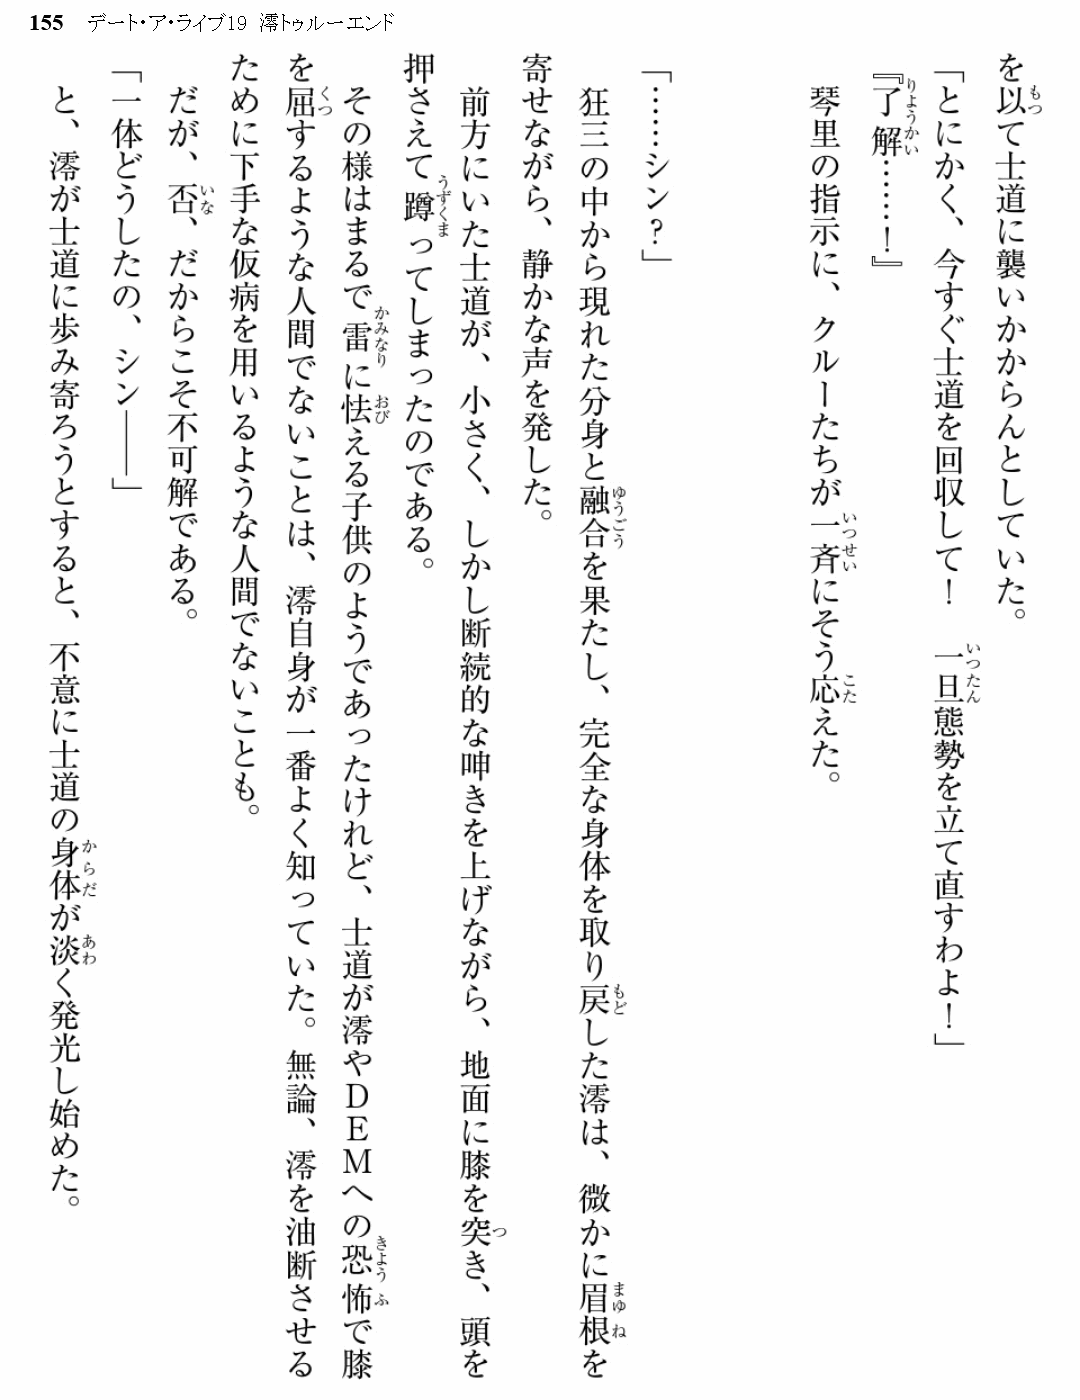 155　デート・ア・ライブ19 澪トゥルーエンド
を以て士道に襲いかからんとしていた。
「とにかく、今すぐ士道を回収して！　一旦態勢を立て直すわよ！」
『了解……！』
　琴里の指示に、クルーたちが一斉にそう応えた。
「……シン？」
　狂三の中から現れた分身と融合を果たし、完全な身体を取り戻した澪は、微かに眉根を
寄せながら、静かな声を発した。
　前方にいた士道が、小さく、しかし断続的な呻きを上げながら、地面に膝を突き、頭を
押さえて蹲ってしまったのである。
　その様はまるで雷に怯える子供のようであったけれど、士道が澪やＤＥＭへの恐怖で膝
を屈するような人間でないことは、澪自身が一番よく知っていた。無論、澪を油断させる
ために下手な仮病を用いるような人間でないことも。
　だが、否、だからこそ不可解である。
「一体どうしたの、シン――」
　と、澪が士道に歩み寄ろうとすると、不意に士道の身体が淡く発光し始めた。